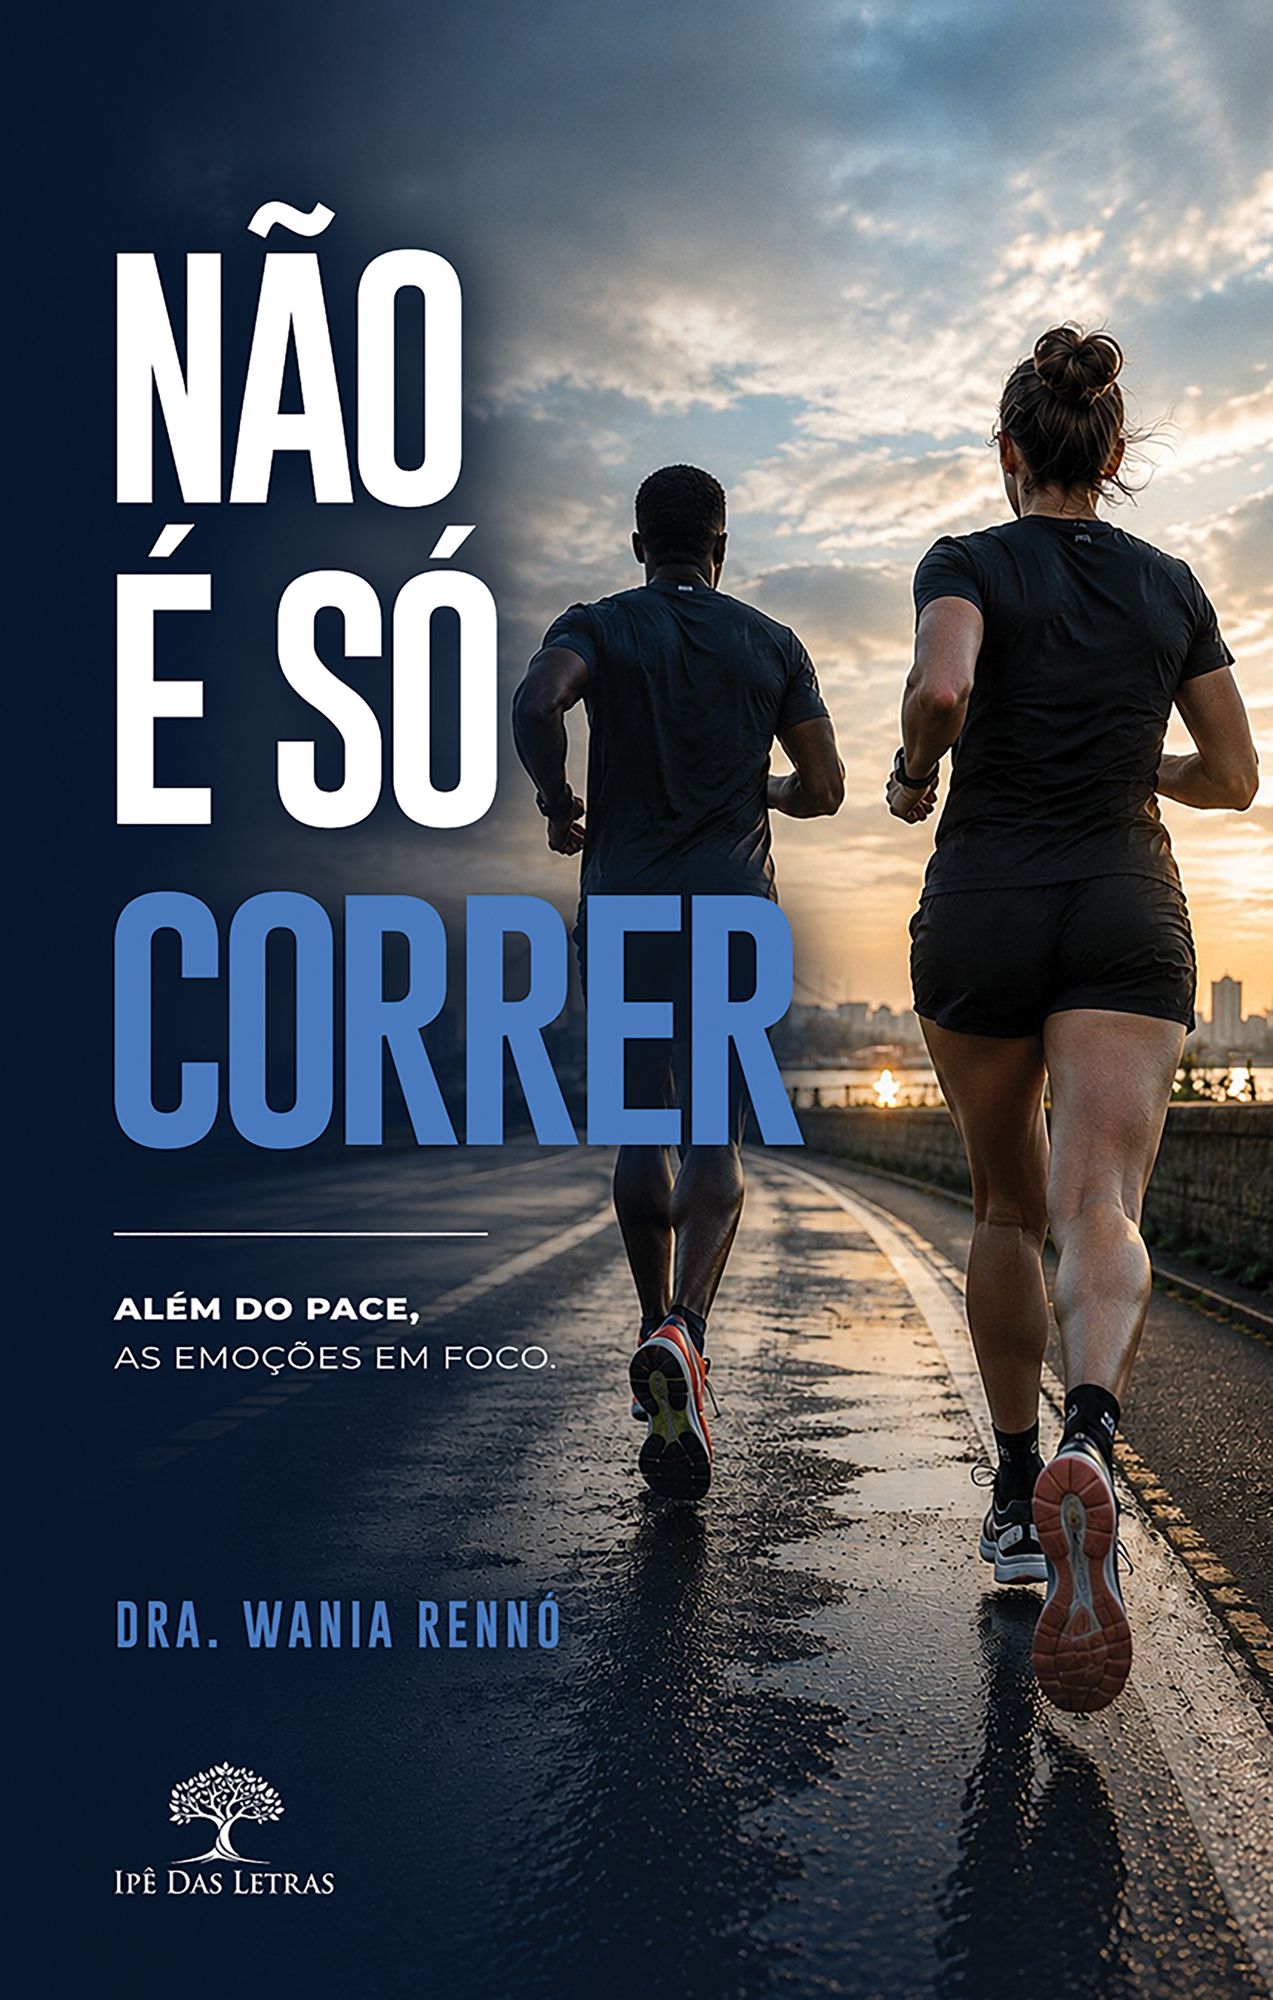 NÃO
É SÓ
CORRER
ALÉM DO PACE,
AS EMOÇÕES EM FOCO.
DRA. WANIA RENNÓ
IPÊ DAS LETRAS